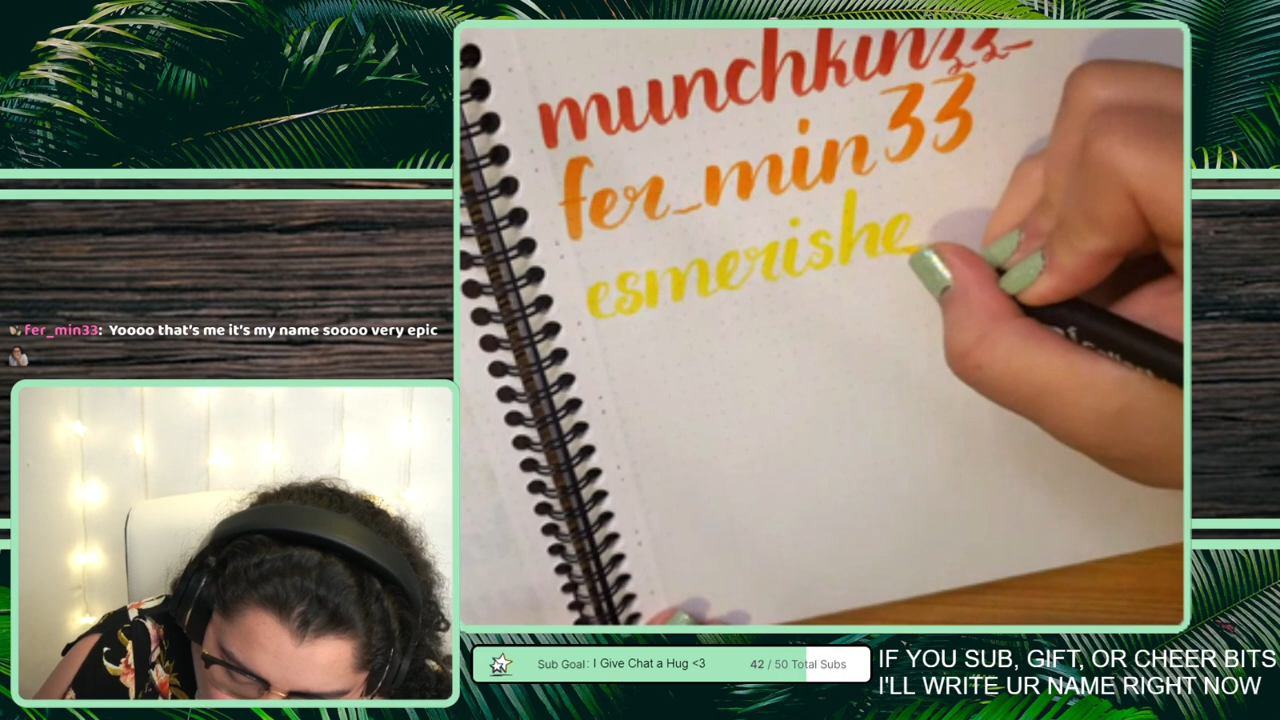 munchkinzz_
fer_min33
esmerishe
fer_min33: Yoooo that's me it's my name soooo very epic
Sub Goal: I Give Chat a Hug <3
42 / 50 Total Subs
IF YOU SUB, GIFT, OR CHEER BITS
I'LL WRITE UR NAME RIGHT NOW